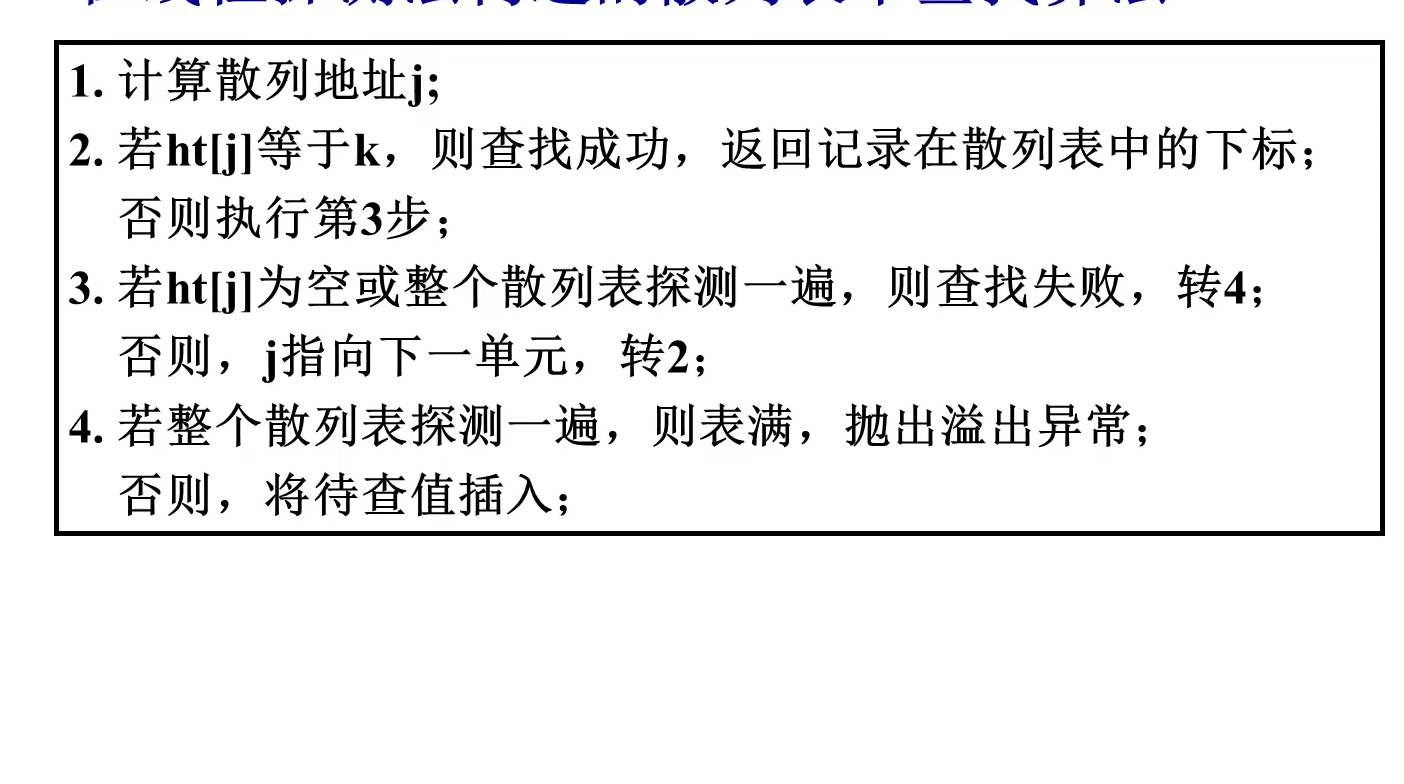 1. 计算散列地址j;
2. 若ht[j]等于k，则查找成功，返回记录在散列表中的下标；
否则执行第3步；
3. 若ht[j]为空或整个散列表探测一遍，则查找失败，转4；
否则，j指向下一单元，转2；
4. 若整个散列表探测一遍，则表满，抛出溢出异常；
否则，将待查值插入；